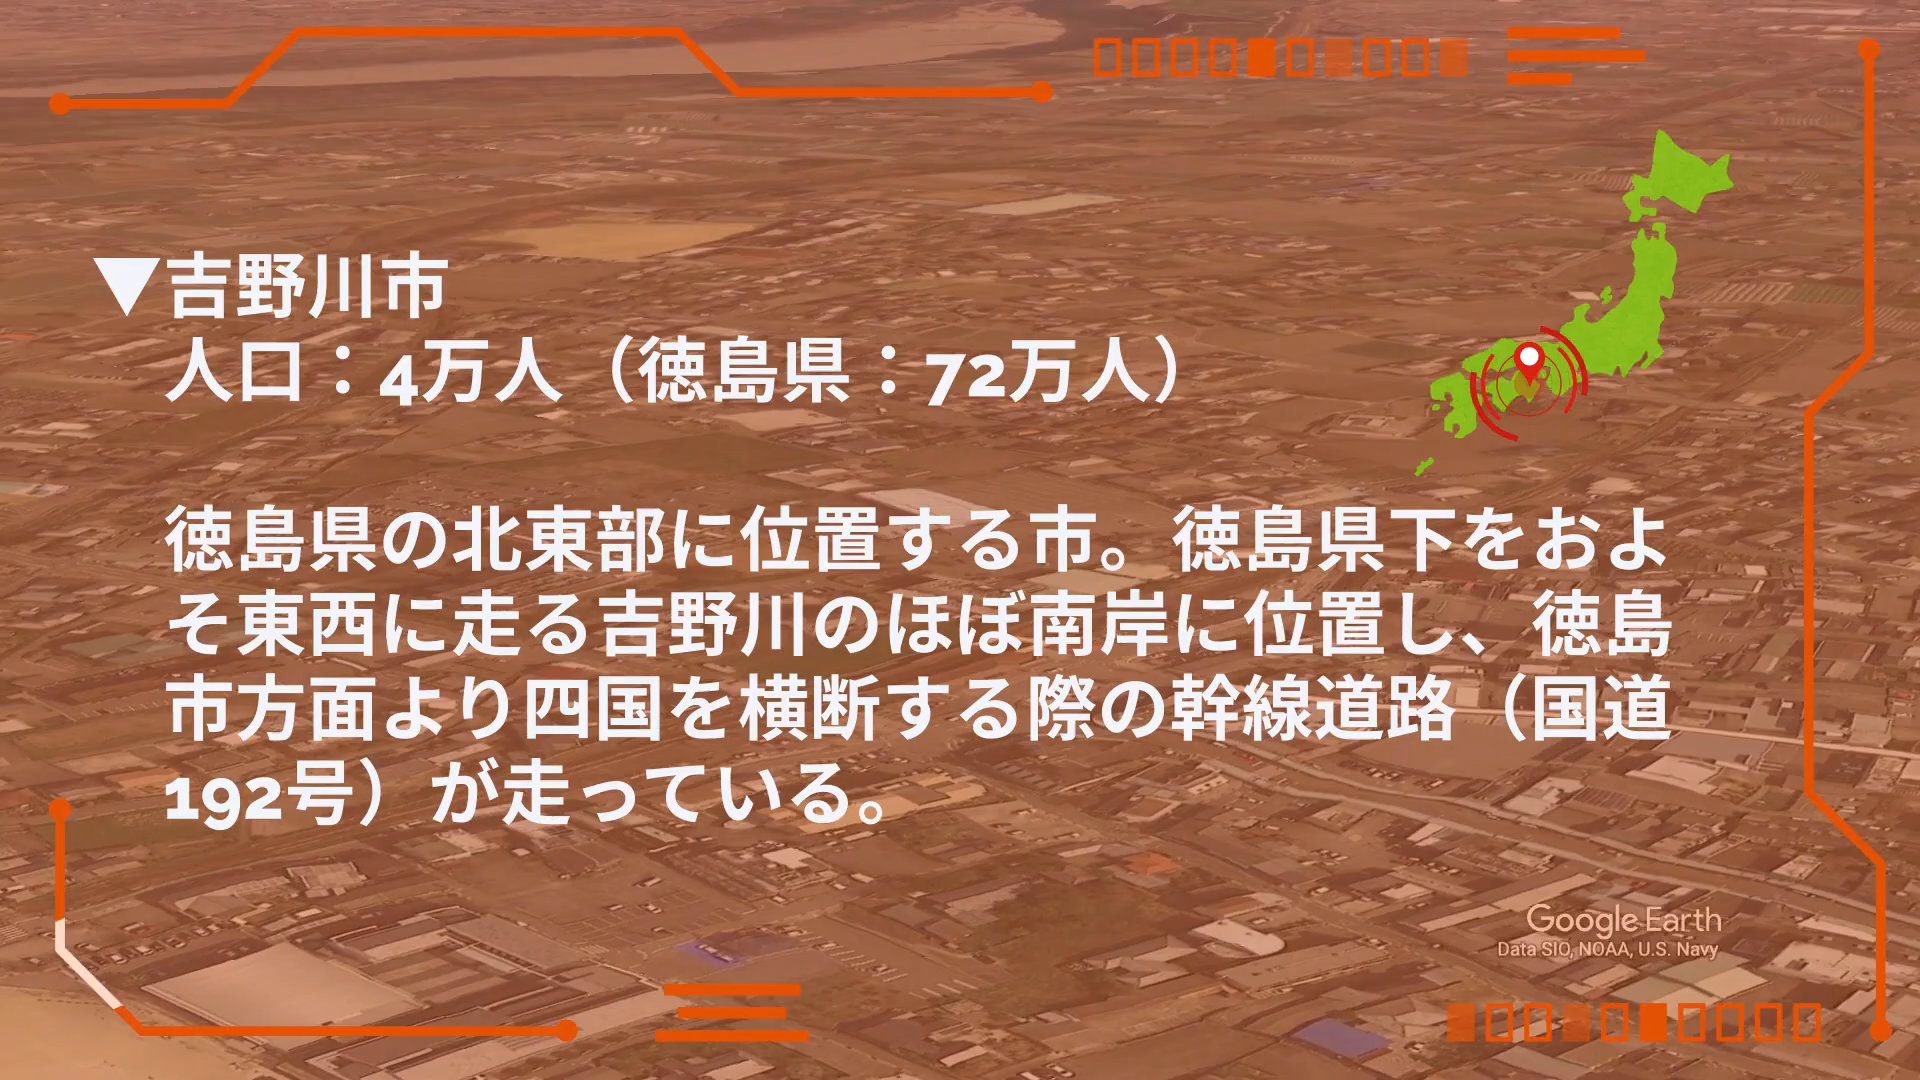 ▼吉野川市
人口：4万人（徳島県：72万人）
徳島県の北東部に位置する市。徳島県下をおよ
そ東西に走る吉野川のほぼ南岸に位置し、徳島
市方面より四国を横断する際の幹線道路（国道
192号）が走っている。
Google Earth
Data SIO, NOAA, U.S. Navy